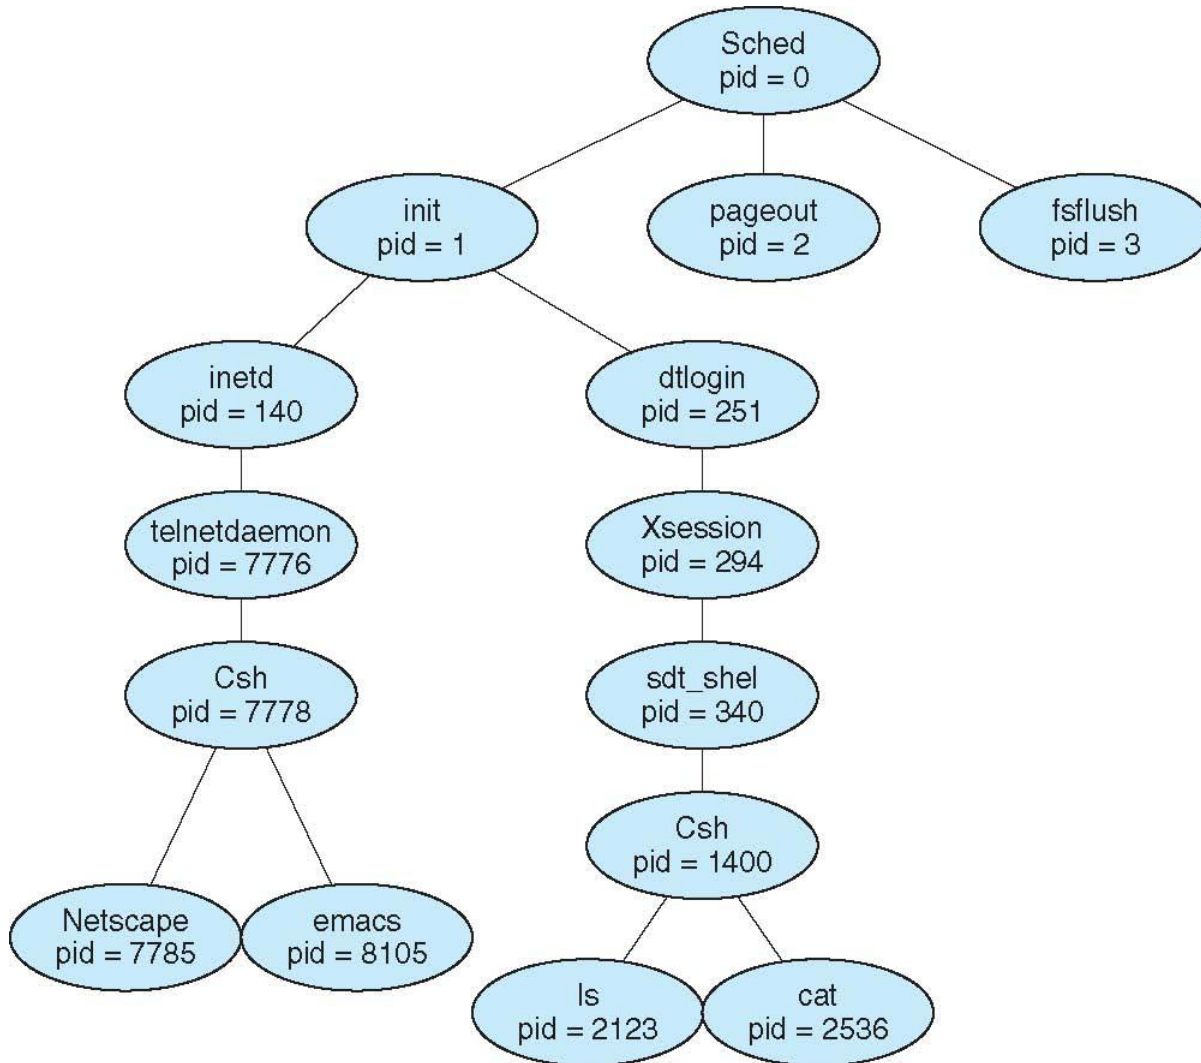 Sched
pid = 0
init
pid = 1
pageout
pid = 2
fsflush
pid = 3
inetd
pid = 140
dtlogin
pid = 251
telnetdaemon
pid = 7776
Xsession
pid = 294
Csh
pid = 7778
sdt_shel
pid = 340
Csh
pid = 1400
Netscape
pid = 7785
emacs
pid = 8105
ls
pid = 2123
cat
pid = 2536